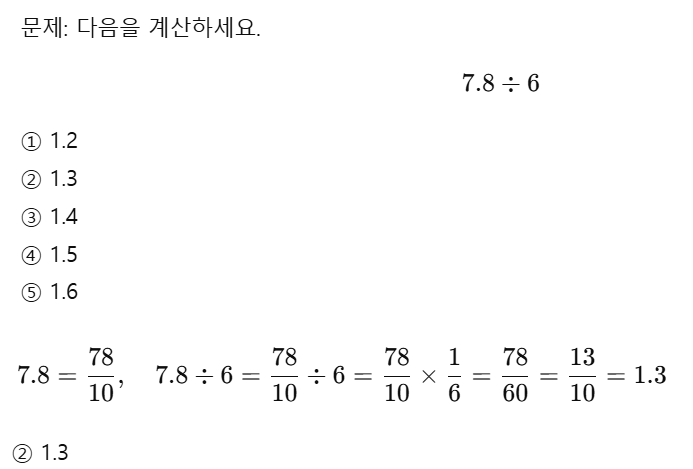 문제: 다음을 계산하세요.
7.8 ÷ 6
① 1.2
② 1.3
③ 1.4
④ 1.5
⑤ 1.6
7.8 = 78/10, 7.8 ÷ 6 = 78/10 ÷ 6 = 78/10 × 1/6 = 78/60 = 13/10 = 1.3
② 1.3